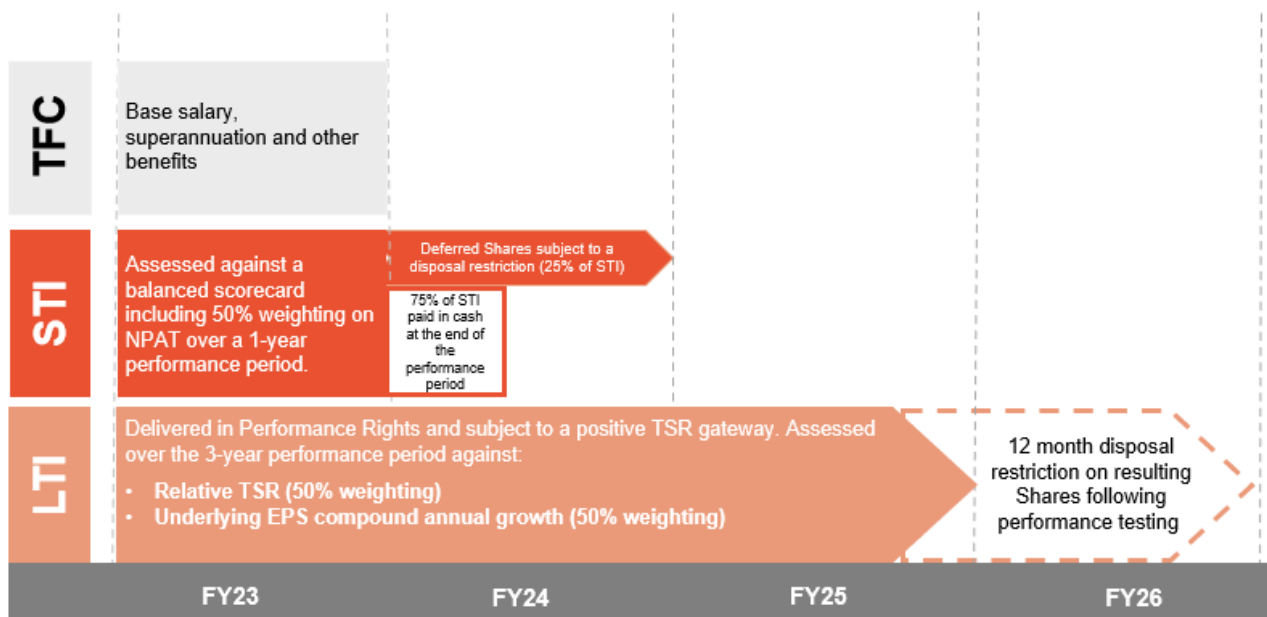 TFC
Base salary,
superannuation and other
benefits
STI
Assessed against a
balanced scorecard
including 50% weighting on
NPAT over a 1-year
performance period.
Deferred Shares subject to a
disposal restriction (25% of STI)
75% of STI
paid in cash
at the end of
the
performance
period
LTI
Delivered in Performance Rights and subject to a positive TSR gateway. Assessed
over the 3-year performance period against:
• Relative TSR (50% weighting)
• Underlying EPS compound annual growth (50% weighting)
12 month disposal
restriction on resulting
Shares following
performance testing
FY23
FY24
FY25
FY26